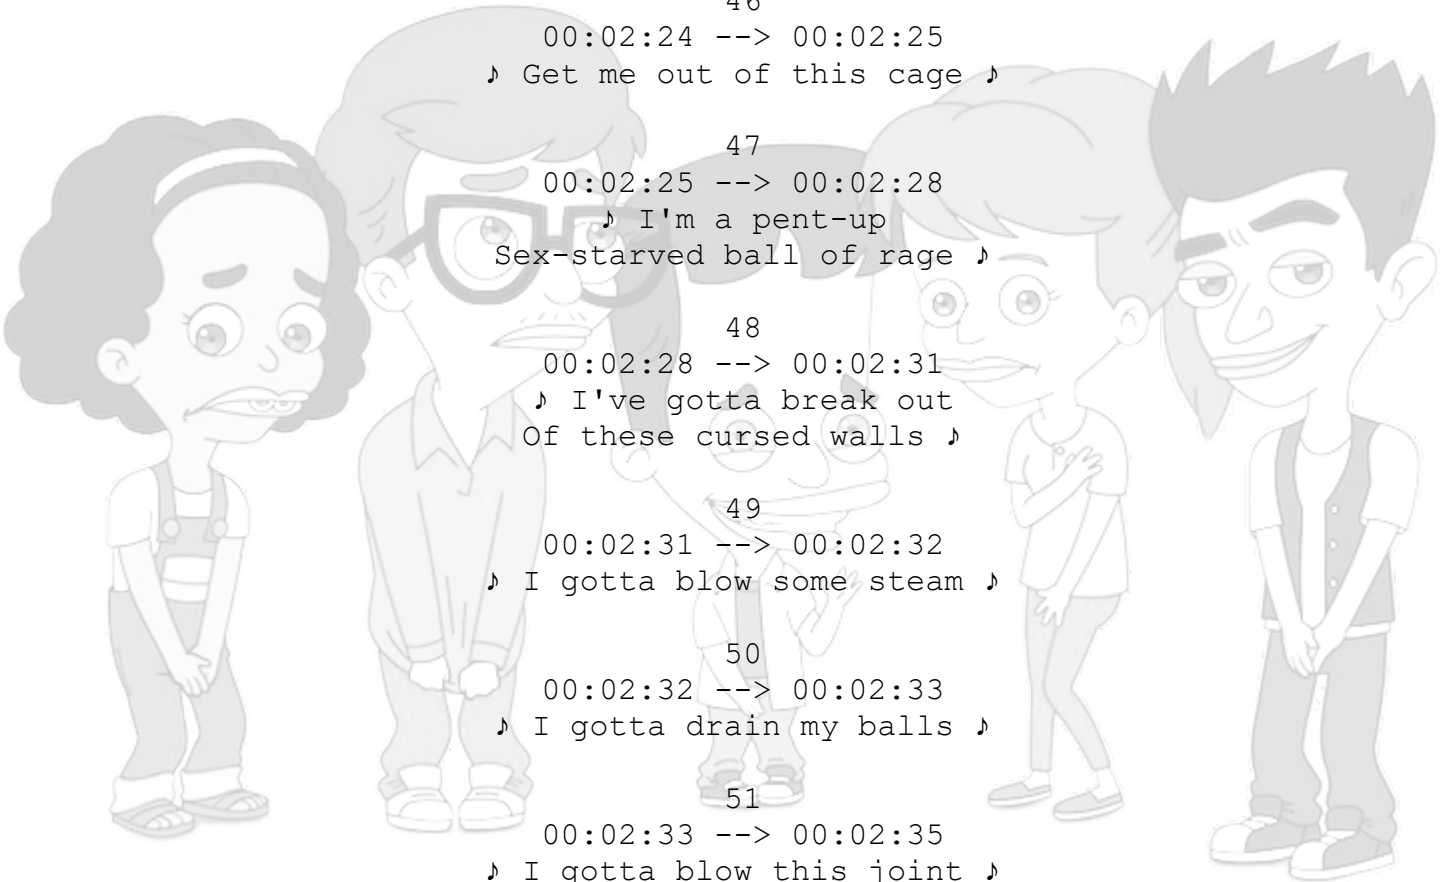 46
00:02:24 --> 00:02:25
♪ Get me out of this cage ♪
47
00:02:25 --> 00:02:28
♪ I'm a pent-up
Sex-starved ball of rage ♪
48
00:02:28 --> 00:02:31
♪ I've gotta break out
Of these cursed walls ♪
49
00:02:31 --> 00:02:32
♪ I gotta blow some steam ♪
50
00:02:32 --> 00:02:33
♪ I gotta drain my balls ♪
51
00:02:33 --> 00:02:35
♪ I gotta blow this joint ♪